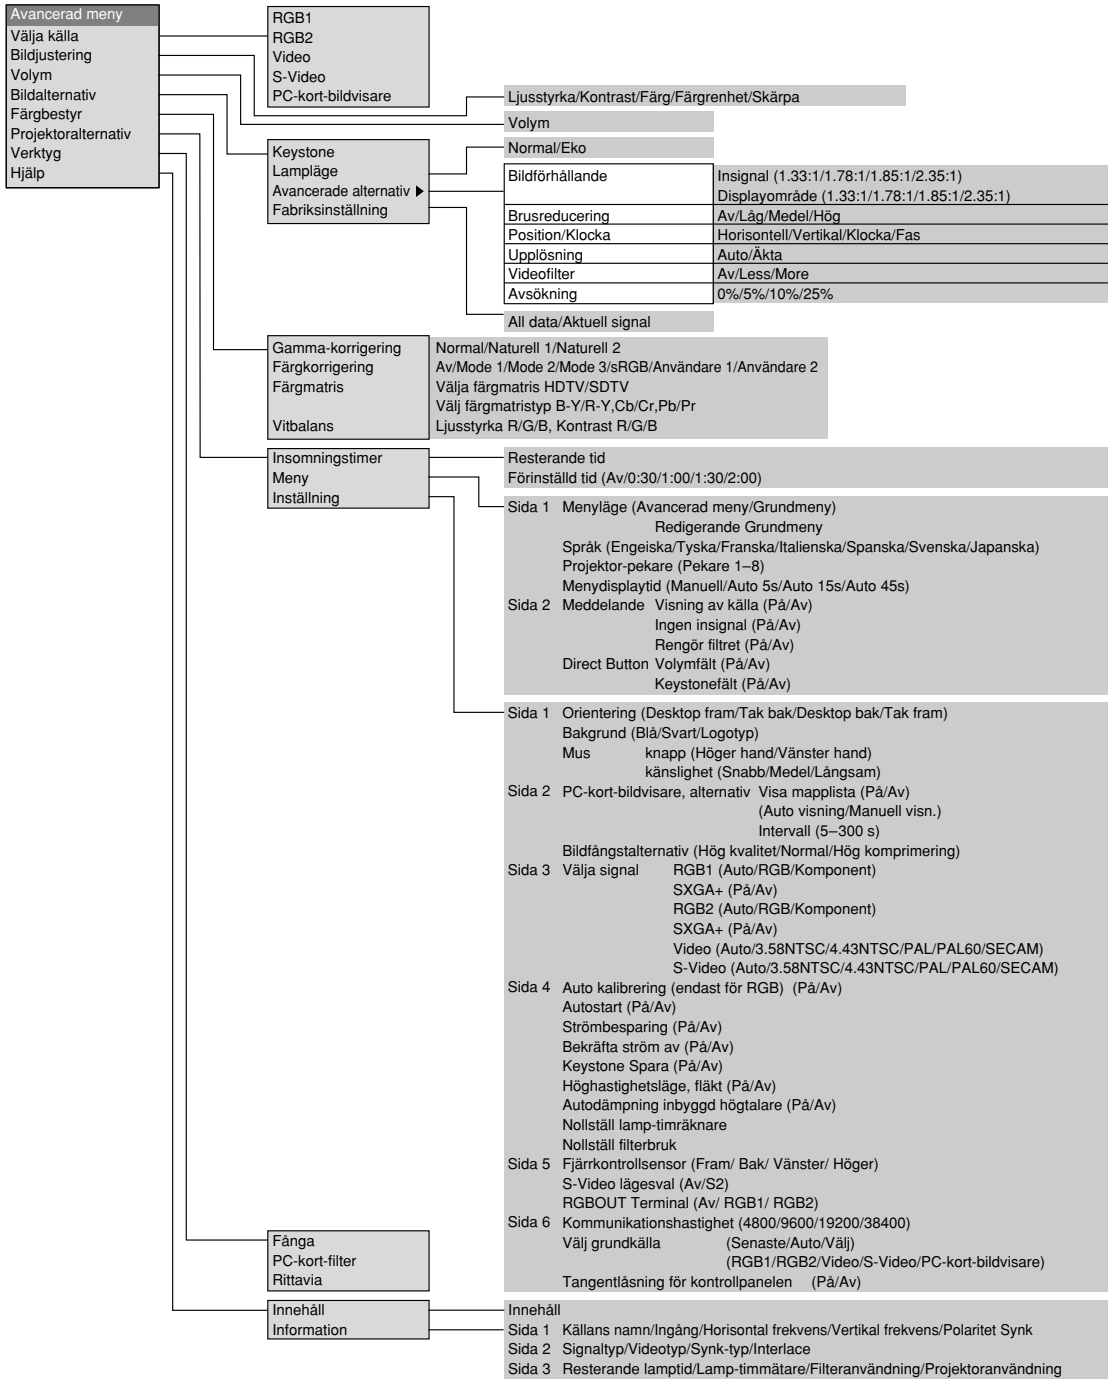 Avancerad meny
Välja källa
Bildjustering
Volym
Bildalternativ
Färgbestyr
Projektoralternativ
Verktyg
Hjälp
RGB1
RGB2
Video
S-Video
PC-kort-bildvisare
Ljusstyrka/Kontrast/Färg/Färgrenhet/Skärpa
Volym
Keystone
Lampläge
Avancerade alternativ ▶
Fabriksinställning
Normal/Eko
Bildförhållande Insignal (1.33:1/1.78:1/1.85:1/2.35:1)
Displayområde (1.33:1/1.78:1/1.85:1/2.35:1)
Brusreducering Av/Låg/Medel/Hög
Position/Klocka Horisontell/Vertikal/Klocka/Fas
Upplösning Auto/Äkta
Videofilter Av/Less/More
Avsökning 0%/5%/10%/25%
All data/Aktuell signal
Gamma-korrigering Normal/Naturell 1/Naturell 2
Färgkorrigering Av/Mode 1/Mode 2/Mode 3/sRGB/Användare 1/Användare 2
Färgmatris Välja färgmatris HDTV/SDTV
Välj färgmatristyp B-Y/R-Y,Cb/Cr,Pb/Pr
Vitbalans Ljusstyrka R/G/B, Kontrast R/G/B
Insomningstimer
Meny
Inställning
Resterande tid
Förinställd tid (Av/0:30/1:00/1:30/2:00)
Sida 1 Menyläge (Avancerad meny/Grundmeny)
Redigerande Grundmeny
Språk (Engeiska/Tyska/Franska/Italienska/Spanska/Svenska/Japanska)
Projektor-pekare (Pekare 1–8)
Menydisplaytid (Manuell/Auto 5s/Auto 15s/Auto 45s)
Sida 2 Meddelande Visning av källa (På/Av)
Ingen insignal (På/Av)
Rengör filtret (På/Av)
Direct Button Volymfält (På/Av)
Keystonefält (På/Av)
Sida 1 Orientering (Desktop fram/Tak bak/Desktop bak/Tak fram)
Bakgrund (Blå/Svart/Logotyp)
Mus knapp (Höger hand/Vänster hand)
känslighet (Snabb/Medel/Långsam)
Sida 2 PC-kort-bildvisare, alternativ Visa mapplista (På/Av)
(Auto visning/Manuell visn.)
Intervall (5–300 s)
Bildfångstalternativ (Hög kvalitet/Normal/Hög komprimering)
Sida 3 Välja signal RGB1 (Auto/RGB/Komponent)
SXGA+ (På/Av)
RGB2 (Auto/RGB/Komponent)
SXGA+ (På/Av)
Video (Auto/3.58NTSC/4.43NTSC/PAL/PAL60/SECAM)
S-Video (Auto/3.58NTSC/4.43NTSC/PAL/PAL60/SECAM)
Sida 4 Auto kalibrering (endast för RGB) (På/Av)
Autostart (På/Av)
Strömbesparing (På/Av)
Bekräfta ström av (På/Av)
Keystone Spara (På/Av)
Höghastighetsläge, fläkt (På/Av)
Autodämpning inbyggd högtalare (På/Av)
Nollställ lamp-timräknare
Nollställ filterbruk
Sida 5 Fjärrkontrollsensor (Fram/ Bak/ Vänster/ Höger)
S-Video lägesval (Av/S2)
RGBOUT Terminal (Av/ RGB1/ RGB2)
Sida 6 Kommunikationshastighet (4800/9600/19200/38400)
Välj grundkälla (Senaste/Auto/Välj)
(RGB1/RGB2/Video/S-Video/PC-kort-bildvisare)
Tangentlåsning för kontrollpanelen (På/Av)
Fånga
PC-kort-filter
Rittavia
Innehåll
Information
Innehåll
Sida 1 Källans namn/Ingång/Horisontal frekvens/Vertikal frekvens/Polaritet Synk
Sida 2 Signaltyp/Videotyp/Synk-typ/Interlace
Sida 3 Resterande lamptid/Lamp-timmätare/Filteranvändning/Projektoranvändning